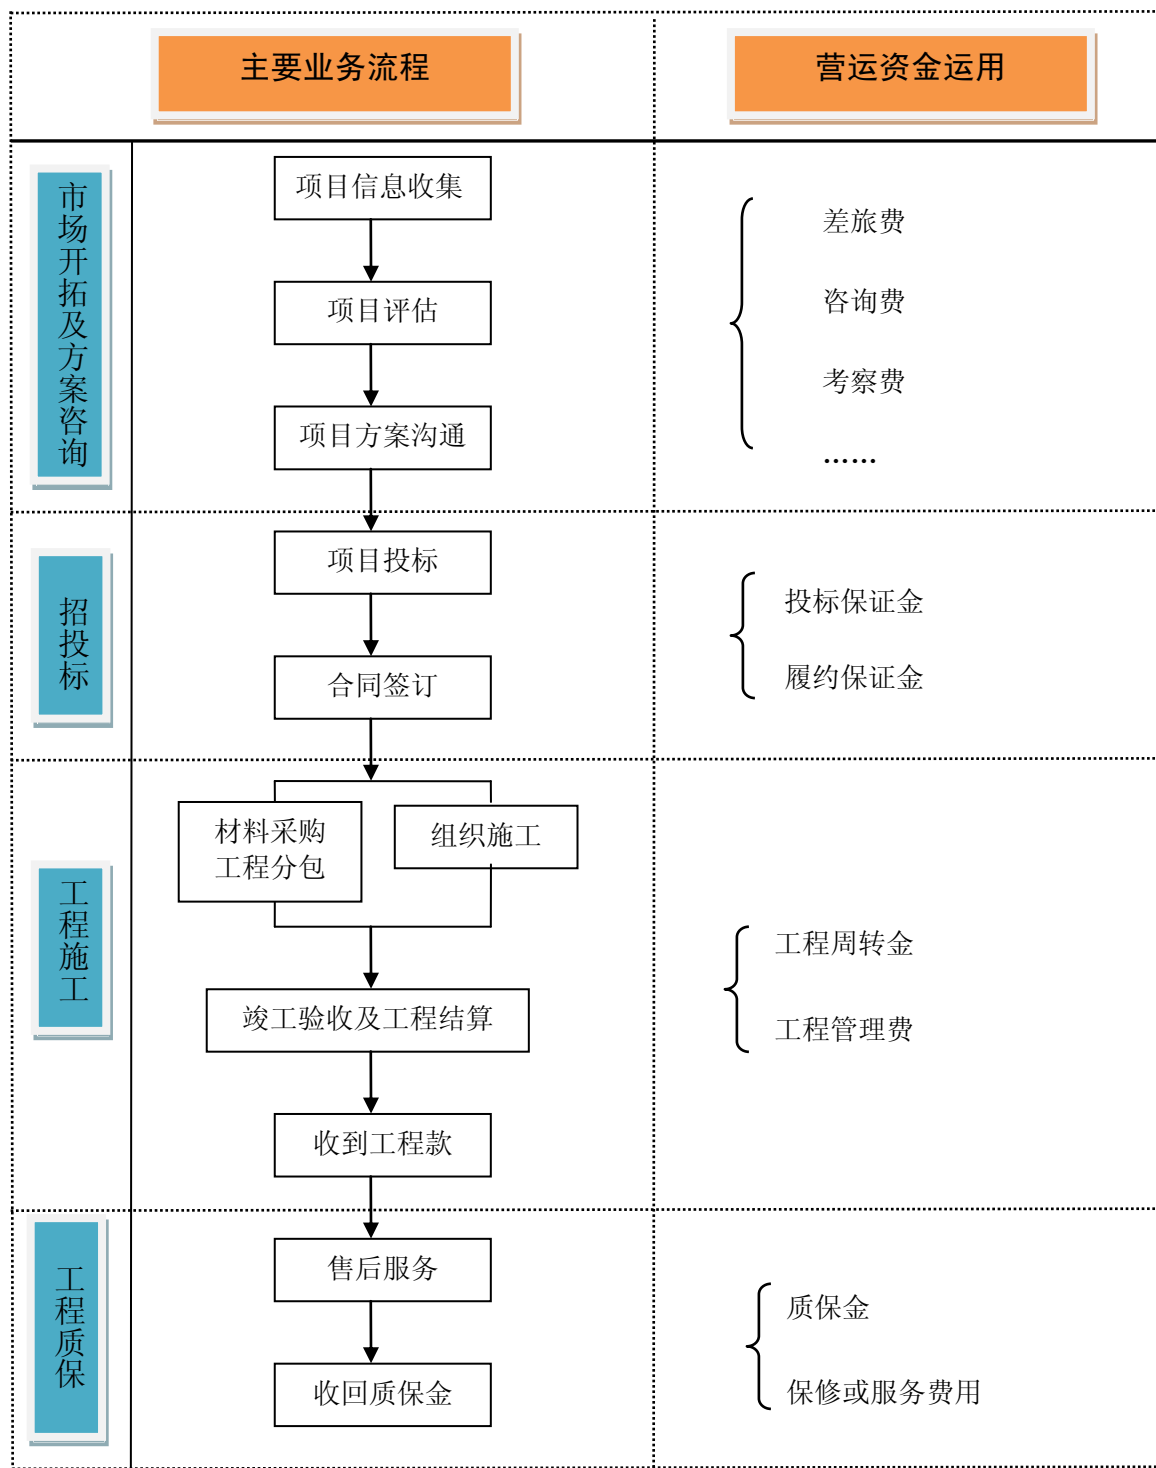 主要业务流程
营运资金运用
市场开拓及方案咨询
项目信息收集
项目评估
项目方案沟通
差旅费
咨询费
考察费
……
招投标
项目投标
合同签订
投标保证金
履约保证金
工程施工
材料采购
工程分包
组织施工
竣工验收及工程结算
收到工程款
工程周转金
工程管理费
工程质保
售后服务
收回质保金
质保金
保修或服务费用